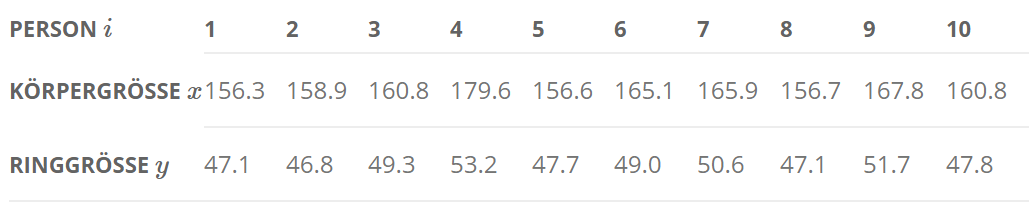 PERSON i 1 2 3 4 5 6 7 8 9 10
KÖRPERGRÖSSE x 156.3 158.9 160.8 179.6 156.6 165.1 165.9 156.7 167.8 160.8
RINGGRÖSSE y 47.1 46.8 49.3 53.2 47.7 49.0 50.6 47.1 51.7 47.8